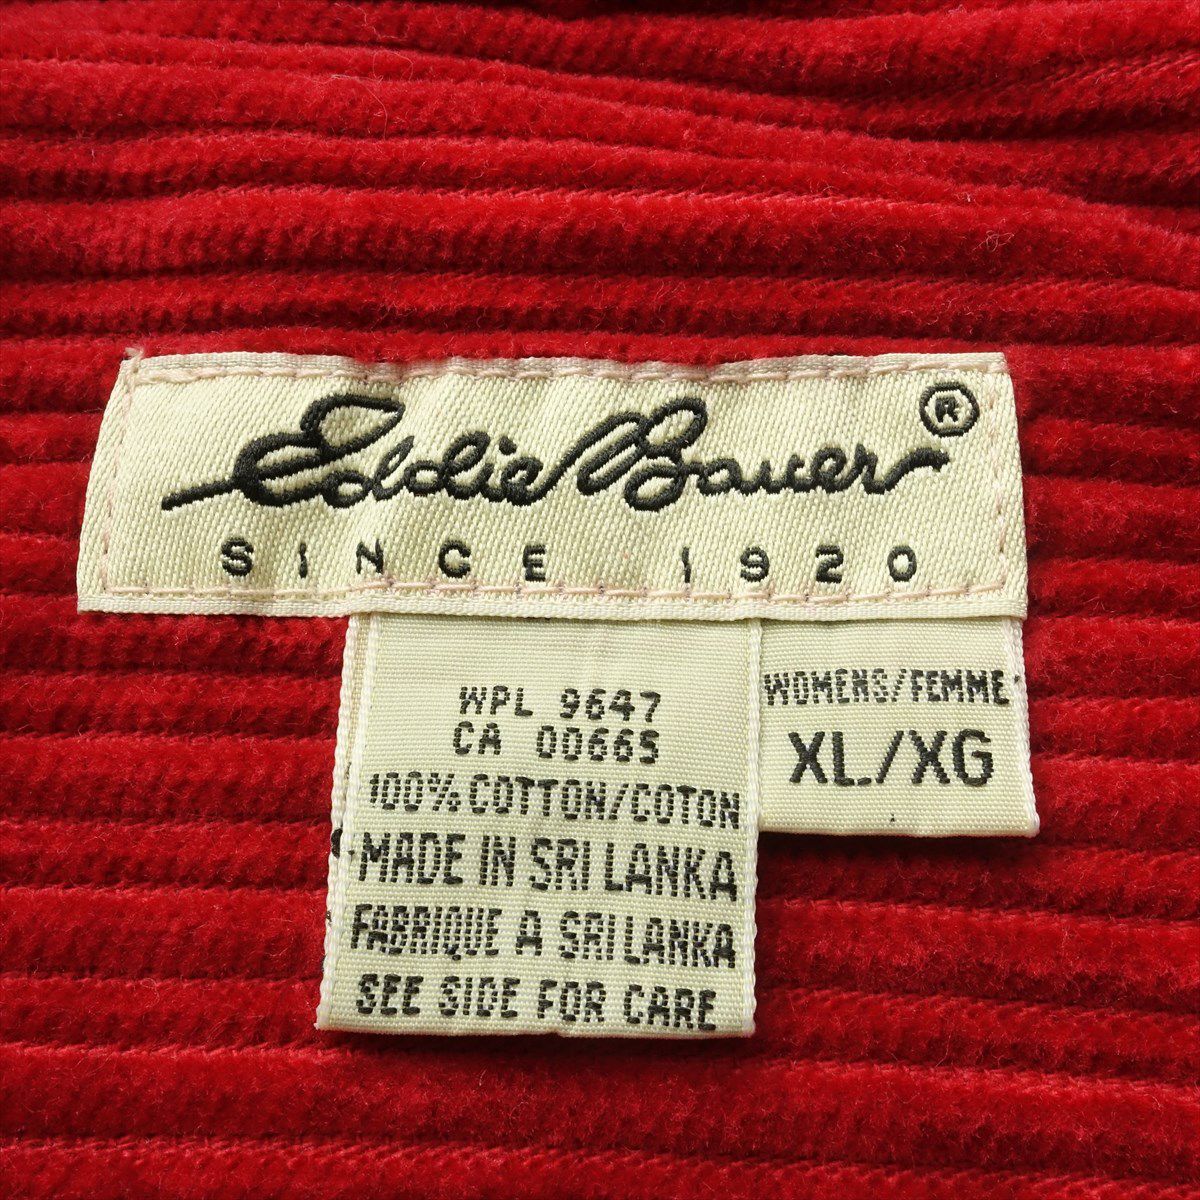 Eddie Bauer ®
SINCE 1920
WPL 9647
CA 00665
100% COTTON/COTON
MADE IN SRI LANKA
FABRIQUE A SRI LANKA
SEE SIDE FOR CARE
WOMENS/FEMME
XL/XG